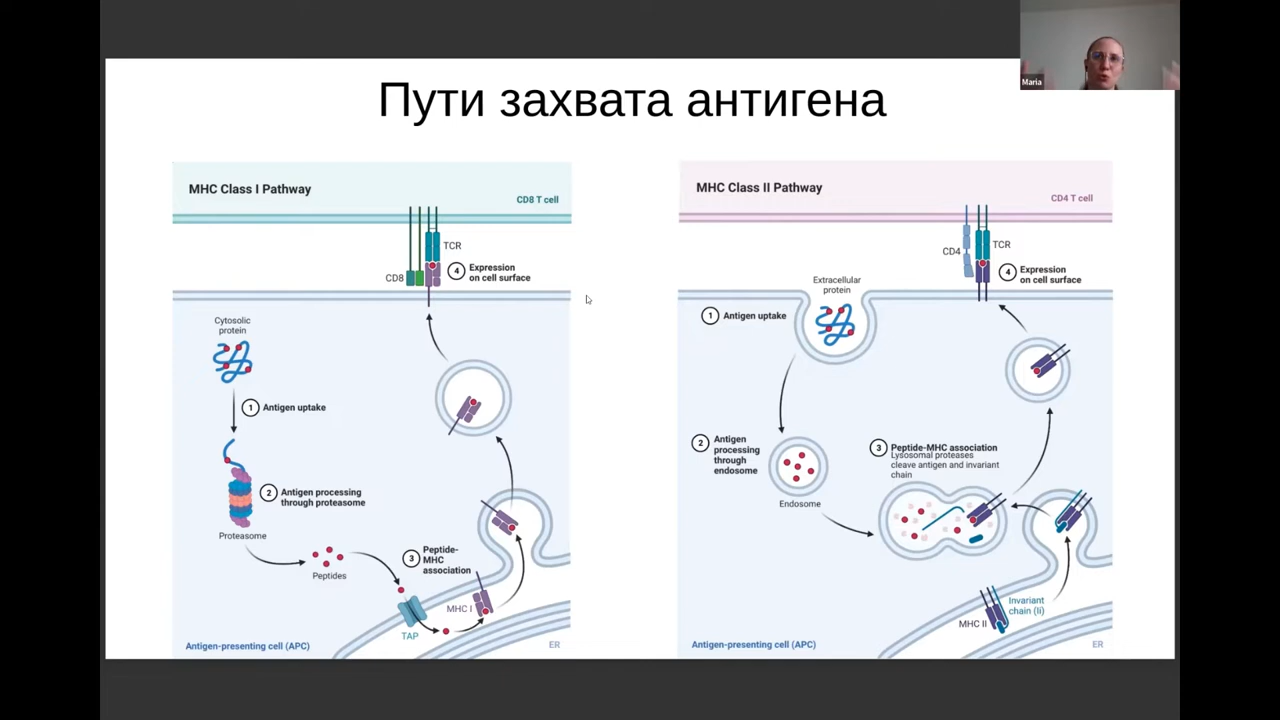 Maria
Пути захвата антигена
MHC Class I Pathway
CD8 T cell
TCR
CD8
4
Expression
on cell surface
Cytosolic
protein
1
Antigen uptake
2
Antigen processing
through proteasome
Proteasome
Peptides
3
Peptide-
MHC
association
MHC I
TAP
Antigen-presenting cell (APC)
ER
MHC Class II Pathway
CD4 T cell
CD4
TCR
4
Expression
on cell surface
Extracellular
protein
1
Antigen uptake
2
Antigen
processing
through
endosome
Endosome
3
Peptide-MHC association
Lysosomal proteases
cleave antigen and invariant
chain
Invariant
chain (Ii)
MHC II
Antigen-presenting cell (APC)
ER